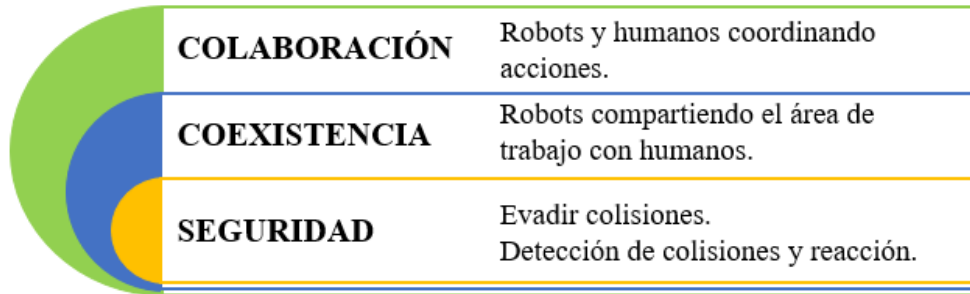 COLABORACIÓN
Robots y humanos coordinando
acciones.
COEXISTENCIA
Robots compartiendo el área de
trabajo con humanos.
SEGURIDAD
Evadir colisiones.
Detección de colisiones y reacción.